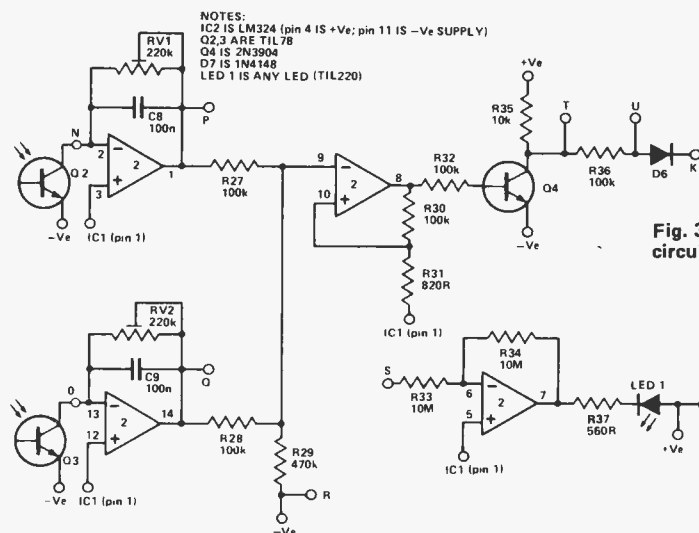 NOTES:
IC2 IS LM324 (pin 4 IS +Ve; pin 11 IS −Ve SUPPLY)
Q2,3 ARE TIL78
Q4 IS 2N3904
D7 IS 1N4148
LED 1 IS ANY LED (TIL220)
RV1
220k
C8
100n
P
N
2
−
2
1
+
3
Q2
−Ve
IC1 (pin 1)
R27
100k
9
−
2
8
10
+
R32
100k
R30
100k
R31
820R
IC1 (pin 1)
+Ve
R35
10k
T
U
R36
100k
D6
K
Q4
−Ve
Fig. 3
circu
RV2
220k
C9
100n
Q
O
13
−
2
14
12
+
Q3
−Ve
IC1 (pin 1)
R28
100k
R29
470k
R
−Ve
R34
10M
S
R33
10M
6
−
2
7
5
+
IC1 (pin 1)
R37
560R
LED 1
+Ve